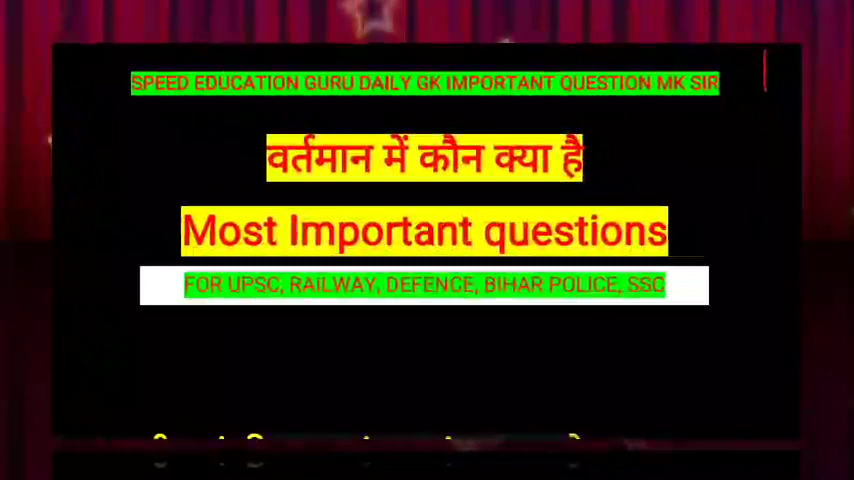 SPEED EDUCATION GURU DAILY GK IMPORTANT QUESTION MK SIR
वर्तमान में कौन क्या है
Most Important questions
FOR UPSC, RAILWAY, DEFENCE, BIHAR POLICE, SSC